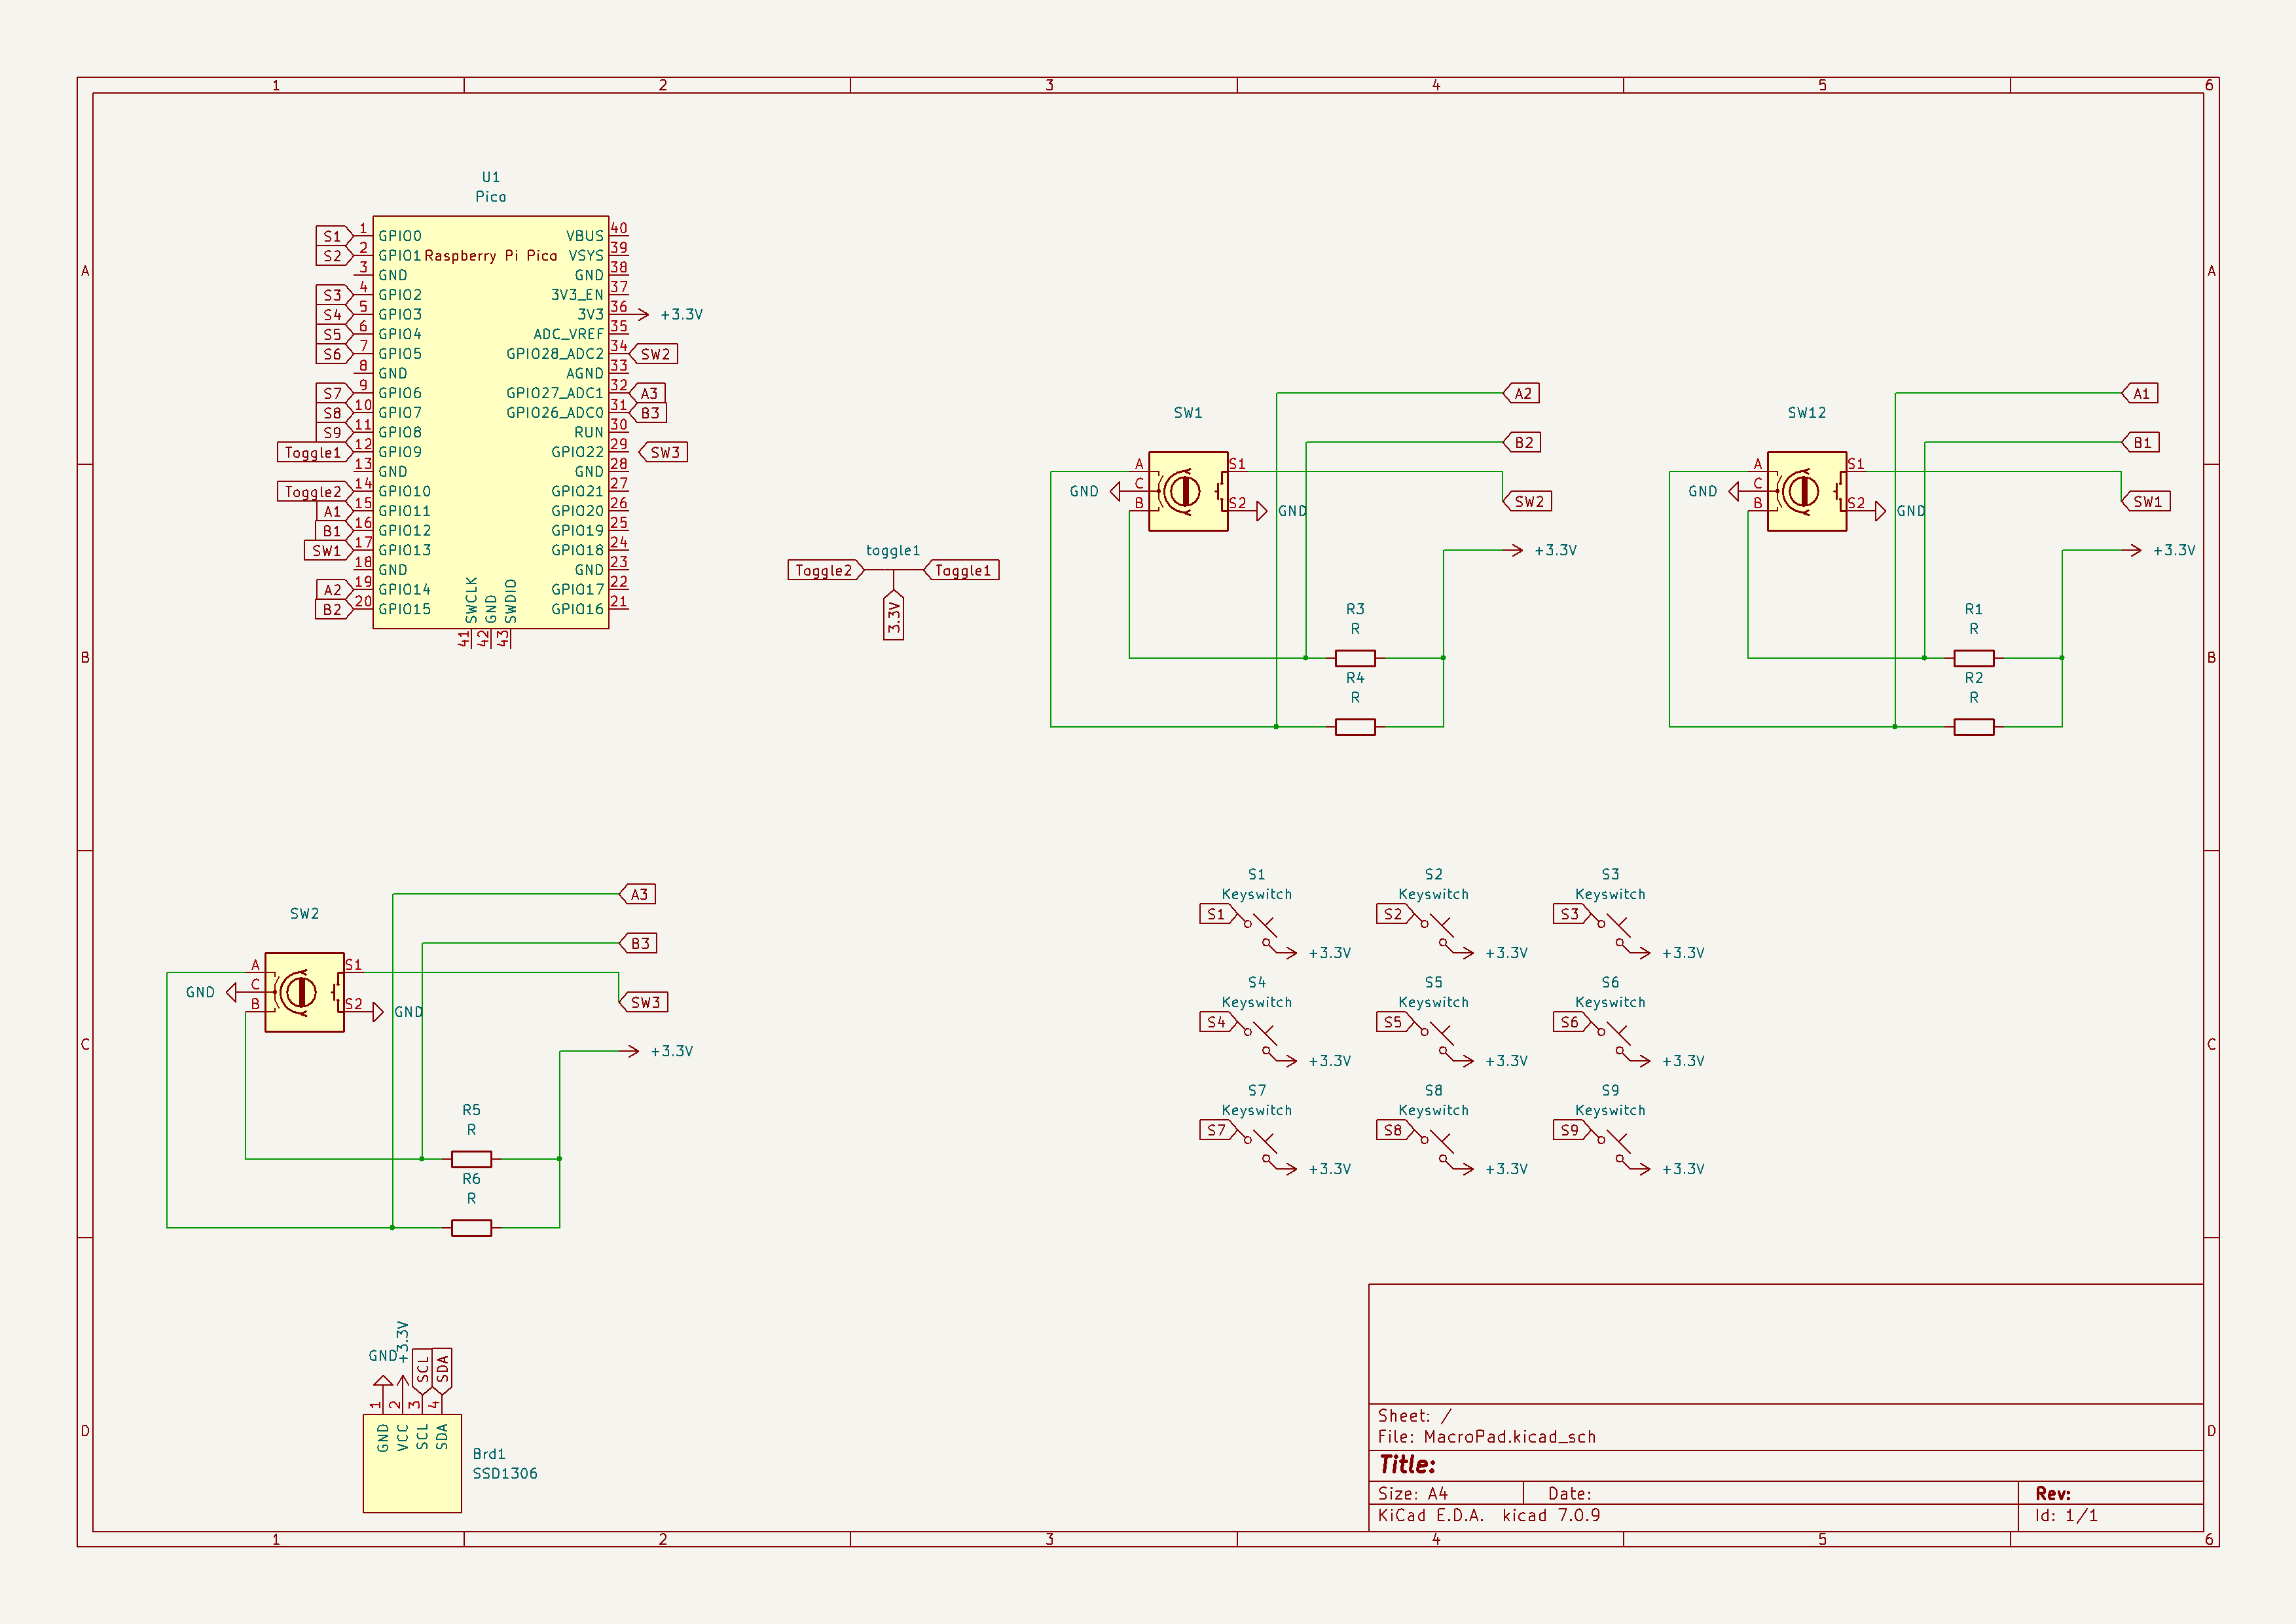 1 2 3 4 5 6
A
B
C
D
A
B
C
D
1 2 3 4 5 6
U1
Pico
Raspberry Pi Pico
S1 1 GPIO0
S2 2 GPIO1
3 GND
S3 4 GPIO2
S4 5 GPIO3
S5 6 GPIO4
S6 7 GPIO5
8 GND
S7 9 GPIO6
S8 10 GPIO7
S9 11 GPIO8
Toggle1 12 GPIO9
13 GND
Toggle2 14 GPIO10
A1 15 GPIO11
B1 16 GPIO12
SW1 17 GPIO13
18 GND
A2 19 GPIO14
B2 20 GPIO15
VBUS 40
VSYS 39
GND 38
3V3_EN 37
3V3 36 +3.3V
ADC_VREF 35
GPIO28_ADC2 34 SW2
AGND 33
GPIO27_ADC1 32 A3
GPIO26_ADC0 31 B3
RUN 30
GPIO22 29 SW3
GND 28
GPIO21 27
GPIO20 26
GPIO19 25
GPIO18 24
GND 23
GPIO17 22
GPIO16 21
SWCLK 41
GND 42
SWDIO 43
toggle1
Toggle2 Toggle1
3.3V
SW1
A2
B2
A S1
C
B S2
GND
GND
SW2
+3.3V
R3
R
R4
R
SW12
A1
B1
A S1
C
B S2
GND
GND
SW1
+3.3V
R1
R
R2
R
SW2
A3
B3
A S1
C
B S2
GND
GND
SW3
+3.3V
R5
R
R6
R
S1 S2 S3
Keyswitch Keyswitch Keyswitch
S1 S2 S3
+3.3V +3.3V +3.3V
S4 S5 S6
Keyswitch Keyswitch Keyswitch
S4 S5 S6
+3.3V +3.3V +3.3V
S7 S8 S9
Keyswitch Keyswitch Keyswitch
S7 S8 S9
+3.3V +3.3V +3.3V
GND +3.3V SCL SDA
1 2 3 4
GND VCC SCL SDA
Brd1
SSD1306
Sheet: /
File: MacroPad.kicad_sch
Title:
Size: A4 Date: Rev:
KiCad E.D.A. kicad 7.0.9 Id: 1/1